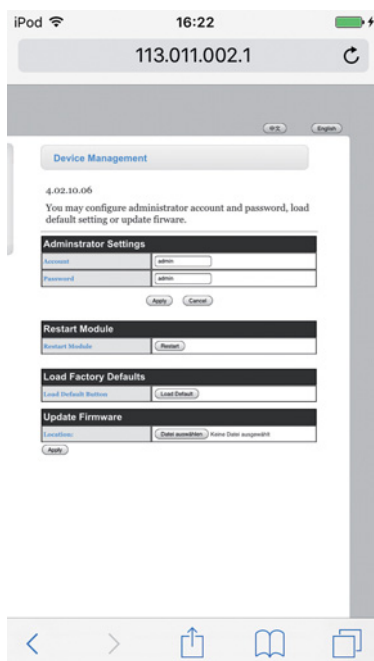 iPod 16:22
113.011.002.1
中文 English
Device Management
4.02.10.06
You may configure administrator account and password, load
default setting or update firware.
Adminstrator Settings
Account admin
Password admin
Apply Cancel
Restart Module
Restart Module Restart
Load Factory Defaults
Load Default Button Load Default
Update Firmware
Location: Datei auswählen Keine Datei ausgewählt
Apply